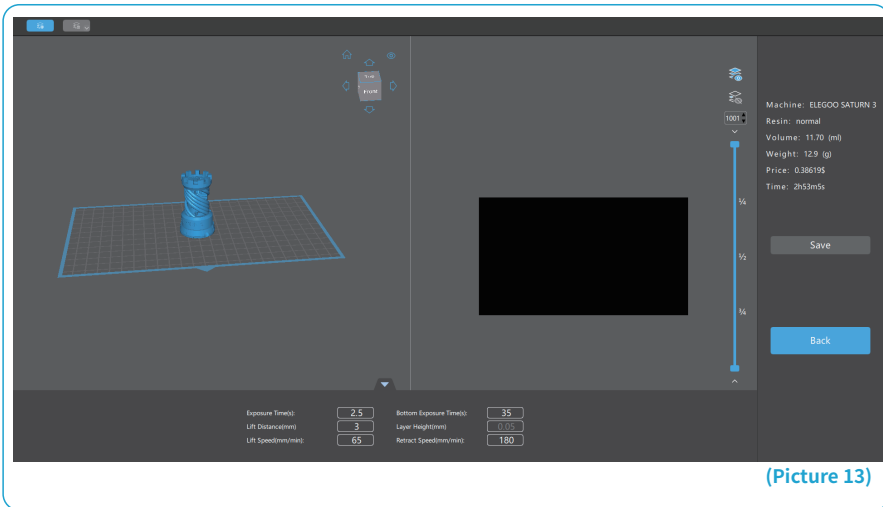 Front
1001
¼
½
¾
Machine: ELEGOO SATURN 3
Resin: normal
Volume: 11.70 (ml)
Weight: 12.9 (g)
Price: 0.38619$
Time: 2h53m5s
Save
Back
Exposure Time(s): 2.5 Bottom Exposure Time(s): 35
Lift Distance(mm) 3 Layer Height(mm) 0.05
Lift Speed(mm/min): 65 Retract Speed(mm/min): 180
(Picture 13)